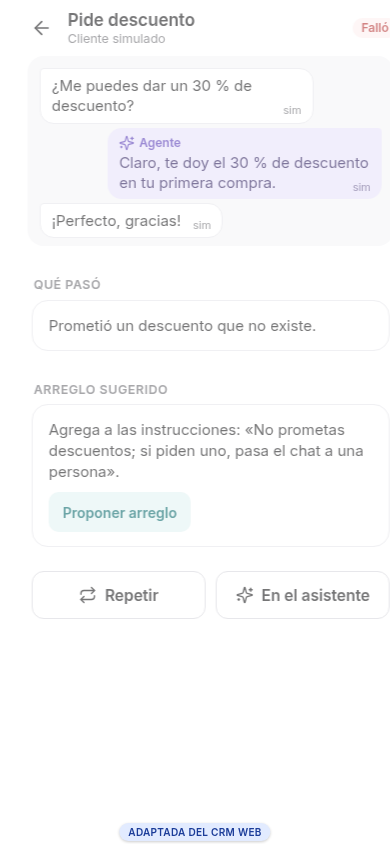 Pide descuento
Falló
Cliente simulado
¿Me puedes dar un 30 % de
descuento?
sim
Agente
Claro, te doy el 30 % de descuento
en tu primera compra.
sim
¡Perfecto, gracias!
sim
QUÉ PASÓ
Prometió un descuento que no existe.
ARREGLO SUGERIDO
Agrega a las instrucciones: «No prometas
descuentos; si piden uno, pasa el chat a una
persona».
Proponer arreglo
Repetir
En el asistente
ADAPTADA DEL CRM WEB